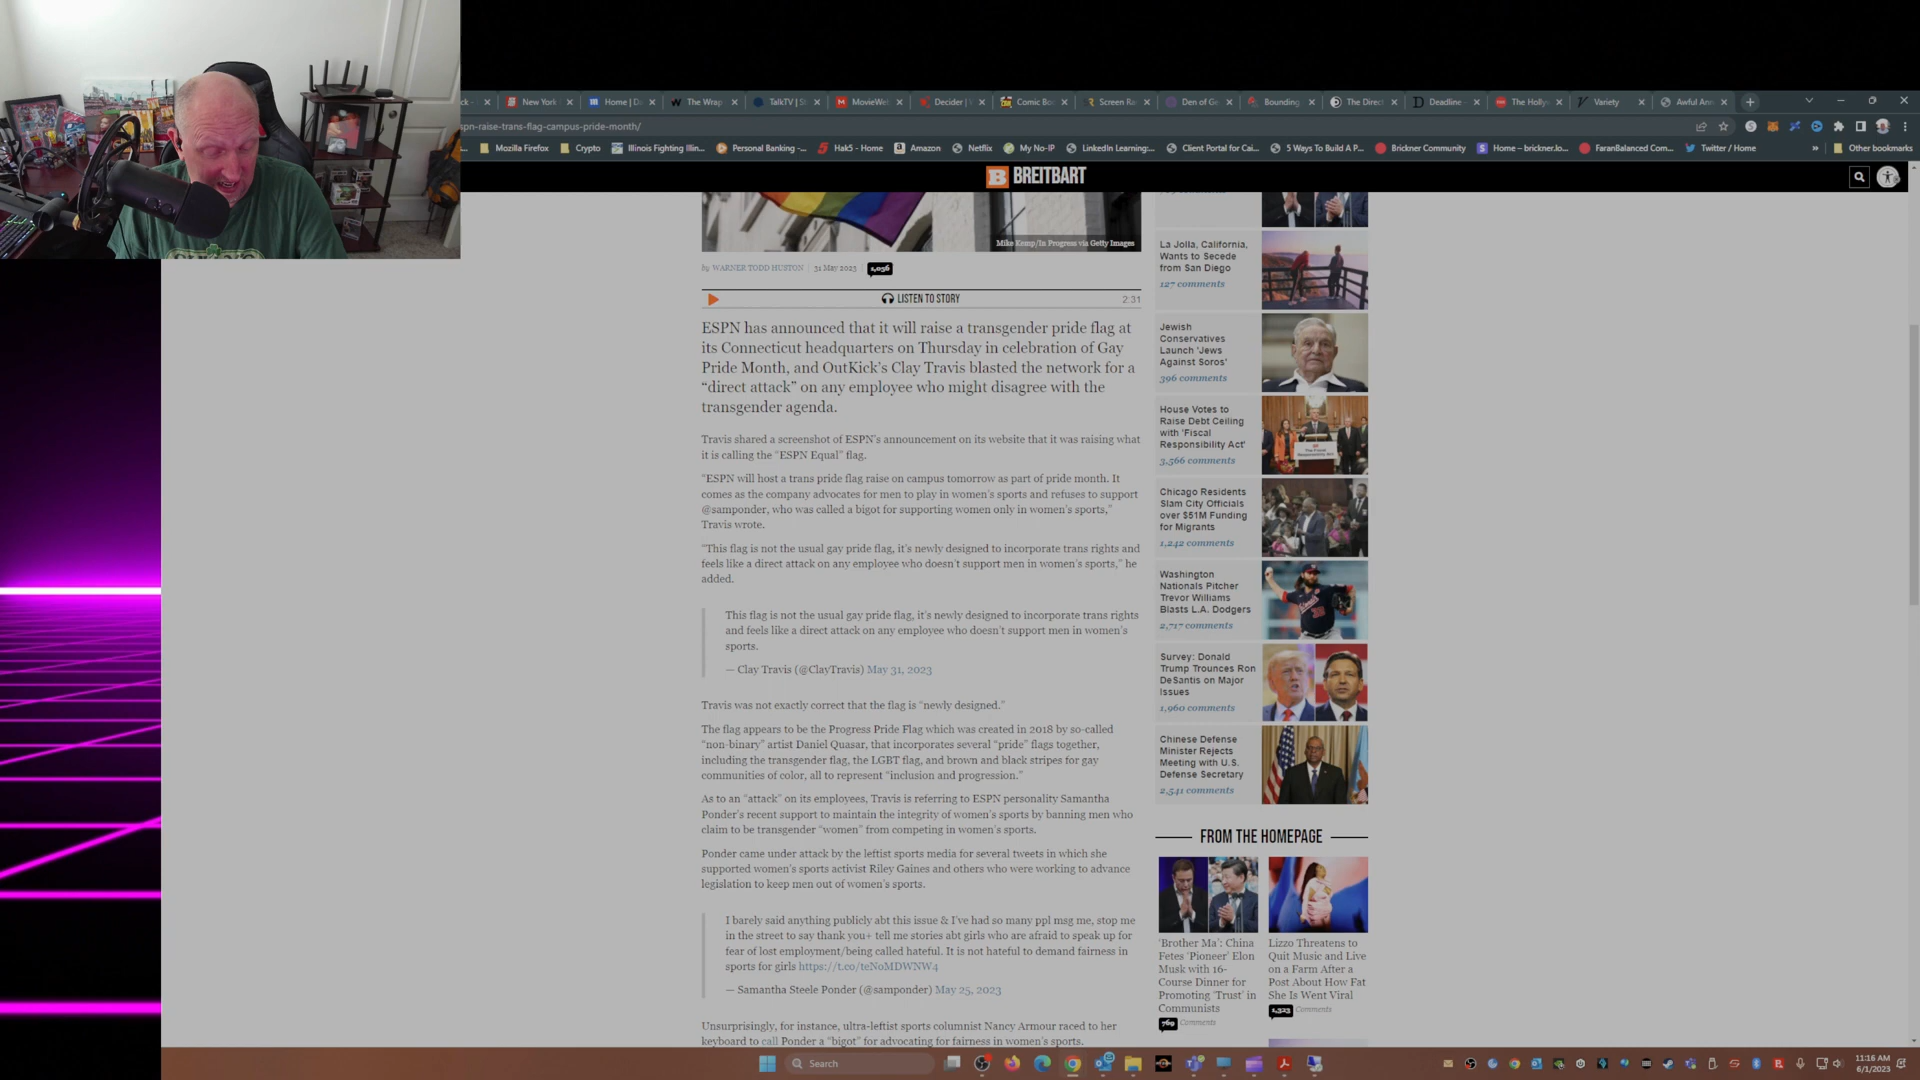 ck -
New York
Home | D
The Wrap
TalkTV | S
MovieWeb
Decider |
Comic Bo
Screen Ra
Den of Ge
Bounding
The Direct
Deadline -
The Holly
Variety
Awful An
spn-raise-trans-flag-campus-pride-month/
Mozilla Firefox
Crypto
Illinois Fighting Illin...
Personal Banking -...
Hak5 - Home
Amazon
Netflix
My No-IP
LinkedIn Learning:...
Client Portal for Cai...
5 Ways To Build A P...
Brickner Community
Home – brickner.lo...
FaranBalanced Com...
Twitter / Home
»
Other bookmarks
B BREITBART
Mike Kemp/In Progress via Getty Images
by WARNER TODD HUSTON | 31 May 2023
1,056
LISTEN TO STORY
2:31
ESPN has announced that it will raise a transgender pride flag at
its Connecticut headquarters on Thursday in celebration of Gay
Pride Month, and OutKick's Clay Travis blasted the network for a
“direct attack” on any employee who might disagree with the
transgender agenda.
Travis shared a screenshot of ESPN's announcement on its website that it was raising what
it is calling the “ESPN Equal” flag.
“ESPN will host a trans pride flag raise on campus tomorrow as part of pride month. It
comes as the company advocates for men to play in women's sports and refuses to support
@samponder, who was called a bigot for supporting women only in women's sports,”
Travis wrote.
“This flag is not the usual gay pride flag, it's newly designed to incorporate trans rights and
feels like a direct attack on any employee who doesn't support men in women's sports,” he
added.
This flag is not the usual gay pride flag, it's newly designed to incorporate trans rights
and feels like a direct attack on any employee who doesn't support men in women's
sports.
— Clay Travis (@ClayTravis) May 31, 2023
Travis was not exactly correct that the flag is “newly designed.”
The flag appears to be the Progress Pride Flag which was created in 2018 by so-called
“non-binary” artist Daniel Quasar, that incorporates several “pride” flags together,
including the transgender flag, the LGBT flag, and brown and black stripes for gay
communities of color, all to represent “inclusion and progression.”
As to an “attack” on its employees, Travis is referring to ESPN personality Samantha
Ponder's recent support to maintain the integrity of women's sports by banning men who
claim to be transgender “women” from competing in women's sports.
Ponder came under attack by the leftist sports media for several tweets in which she
supported women's sports activist Riley Gaines and others who were working to advance
legislation to keep men out of women's sports.
I barely said anything publicly abt this issue & I've had so many ppl msg me, stop me
in the street to say thank you+ tell me stories abt girls who are afraid to speak up for
fear of lost employment/being called hateful. It is not hateful to demand fairness in
sports for girls https://t.co/teNoMDWNW4
— Samantha Steele Ponder (@samponder) May 25, 2023
Unsurprisingly, for instance, ultra-leftist sports columnist Nancy Armour raced to her
keyboard to call Ponder a “bigot” for advocating for fairness in women's sports.
La Jolla, California,
Wants to Secede
from San Diego
127 comments
Jewish
Conservatives
Launch 'Jews
Against Soros'
396 comments
House Votes to
Raise Debt Ceiling
with 'Fiscal
Responsibility Act'
3,566 comments
Chicago Residents
Slam City Officials
over $51M Funding
for Migrants
1,242 comments
Washington
Nationals Pitcher
Trevor Williams
Blasts L.A. Dodgers
2,717 comments
Survey: Donald
Trump Trounces Ron
DeSantis on Major
Issues
1,960 comments
Chinese Defense
Minister Rejects
Meeting with U.S.
Defense Secretary
2,541 comments
FROM THE HOMEPAGE
'Brother Ma': China
Fetes 'Pioneer' Elon
Musk with 16-
Course Dinner for
Promoting 'Trust' in
Communists
769 Comments
Lizzo Threatens to
Quit Music and Live
on a Farm After a
Post About How Fat
She Is Went Viral
1,323 Comments
Search
11:16 AM
6/1/2023